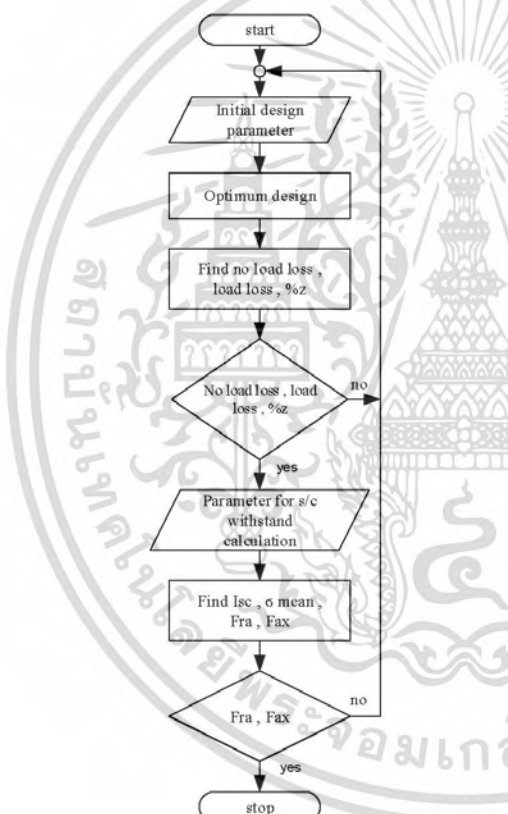 start
Initial design
parameter
Optimum design
Find no load loss ,
load loss , %z
No load loss , load
loss , %z
no
yes
Parameter for s/c
withstand
calculation
Find Isc , σ mean ,
Fra , Fax
Fra , Fax
no
yes
stop